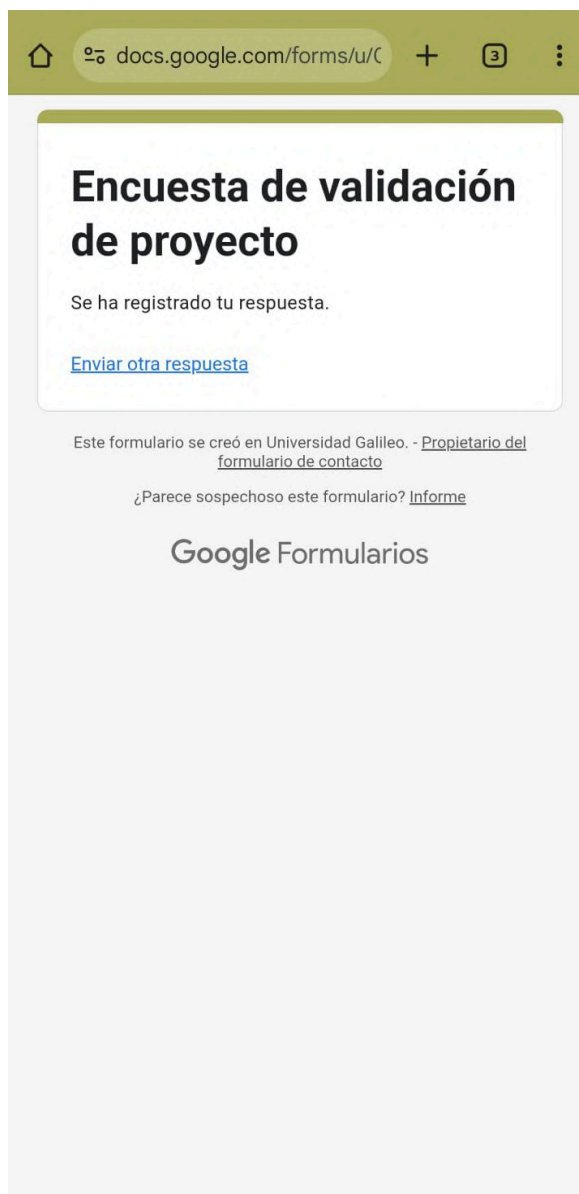 docs.google.com/forms/u/
3
Encuesta de validación
de proyecto
Se ha registrado tu respuesta.
Enviar otra respuesta
Este formulario se creó en Universidad Galileo. - Propietario del
formulario de contacto
¿Parece sospechoso este formulario? Informe
Google Formularios